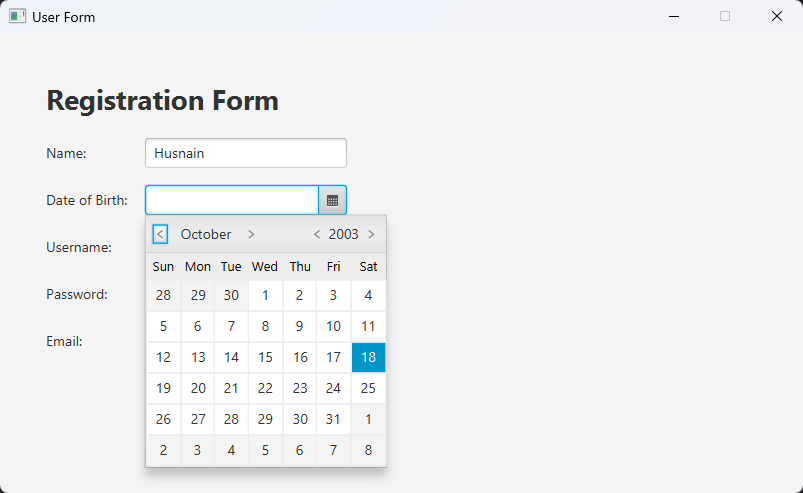 User Form
Registration Form
Name: Husnain
Date of Birth:
< October > < 2003 >
Sun Mon Tue Wed Thu Fri Sat
28 29 30 1 2 3 4
5 6 7 8 9 10 11
12 13 14 15 16 17 18
19 20 21 22 23 24 25
26 27 28 29 30 31 1
2 3 4 5 6 7 8
Username:
Password:
Email: